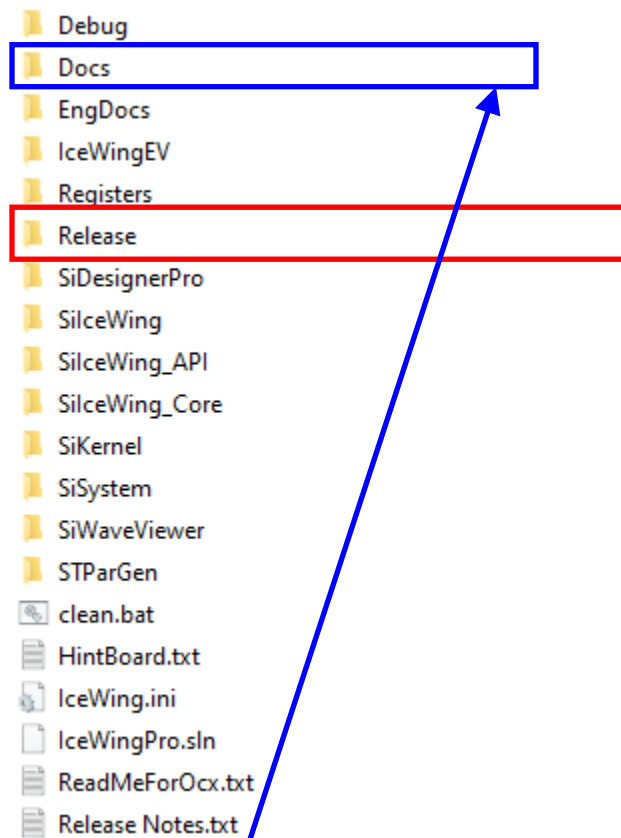 Debug
Docs
EngDocs
IceWingEV
Registers
Release
SiDesignerPro
SiIceWing
SiIceWing_API
SiIceWing_Core
SiKernel
SiSystem
SiWaveViewer
STParGen
clean.bat
HintBoard.txt
IceWing.ini
IceWingPro.sln
ReadMeForOcx.txt
Release Notes.txt